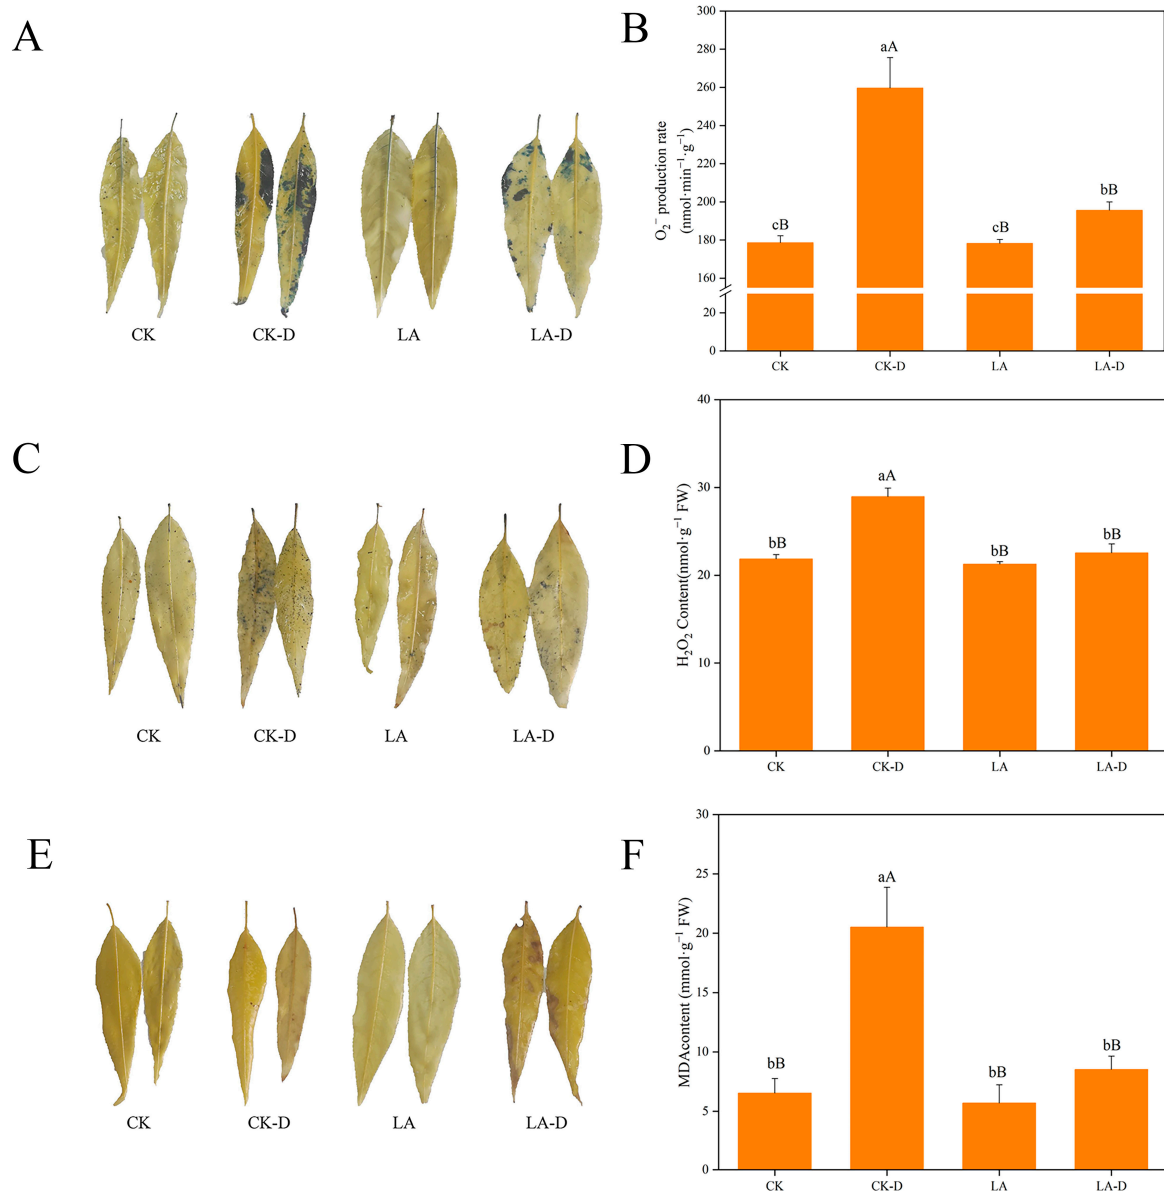 A
CK
CK-D
LA
LA-D
B
O₂⁻ production rate
(nmol·min⁻¹·g⁻¹)
300
280
260
240
220
200
180
160
20
0
cB
aA
cB
bB
CK
CK-D
LA
LA-D
C
CK
CK-D
LA
LA-D
D
H₂O₂ Content(nmol·g⁻¹ FW)
40
30
20
10
0
bB
aA
bB
bB
CK
CK-D
LA
LA-D
E
CK
CK-D
LA
LA-D
F
MDAcontent (mmol·g⁻¹ FW)
30
25
20
15
10
5
0
bB
aA
bB
bB
CK
CK-D
LA
LA-D